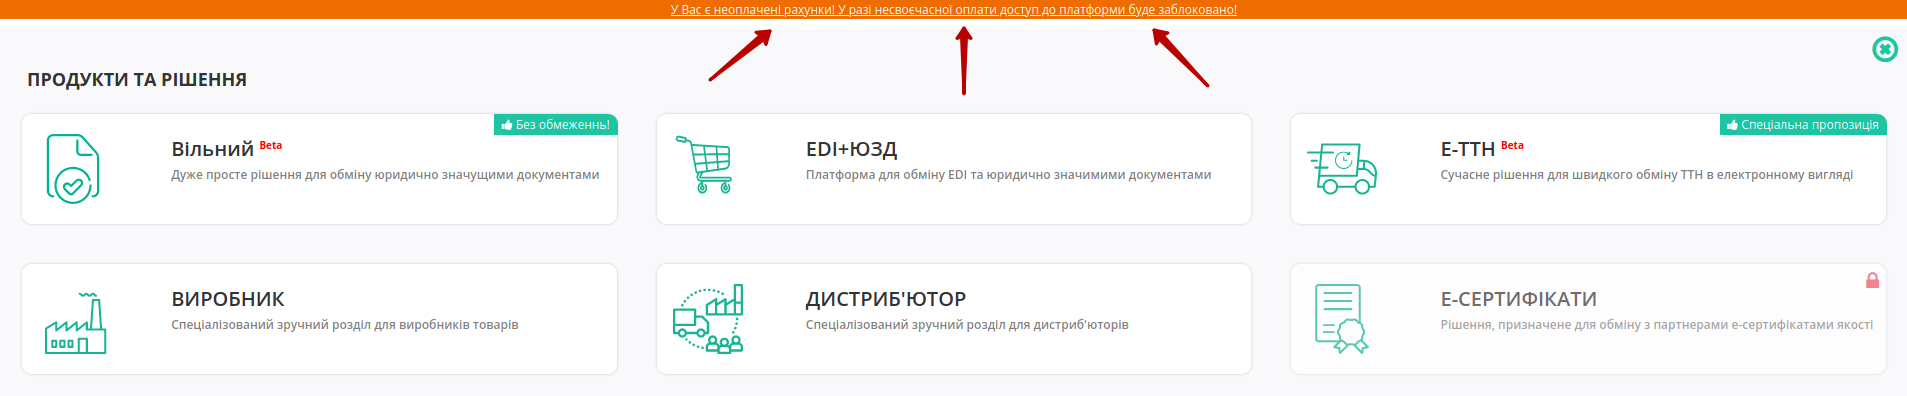 У Вас є неоплачені рахунки! У разі несвоєчасної оплати доступ до платформи буде заблоковано!
ПРОДУКТИ ТА РІШЕННЯ
Без обмеженнь!
Вільний Beta
Дуже просте рішення для обміну юридично значущими документами
EDI+ЮЗД
Платформа для обміну EDI та юридично значимими документами
Спеціальна пропозиція
Е-ТТН Beta
Сучасне рішення для швидкого обміну ТТН в електронному вигляді
ВИРОБНИК
Спеціалізований зручний розділ для виробників товарів
ДИСТРИБ'ЮТОР
Спеціалізований зручний розділ для дистриб'юторів
Е-СЕРТИФІКАТИ
Рішення, призначене для обміну з партнерами е-сертифікатами якості